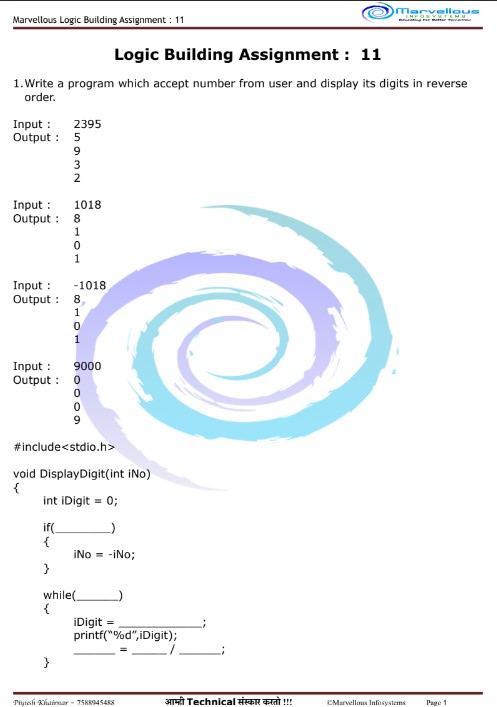 Marvellous Logic Building Assignment : 11
Marvellous
INFOSYSTEMS
Educating for Better Tomorrow
Logic Building Assignment : 11
1.Write a program which accept number from user and display its digits in reverse
order.
Input : 2395
Output : 5
9
3
2
Input : 1018
Output : 8
1
0
1
Input : -1018
Output : 8
1
0
1
Input : 9000
Output : 0
0
0
9
#include<stdio.h>
void DisplayDigit(int iNo)
{
int iDigit = 0;
if(_________)
{
iNo = -iNo;
}
while(_______)
{
iDigit = _____________;
printf(“%d”,iDigit);
______ = _____ / ______;
}
Piyush Khairnar - 7588945488 आम्ही Technical संस्कार करतो !!! ©Marvellous Infosystems Page 1